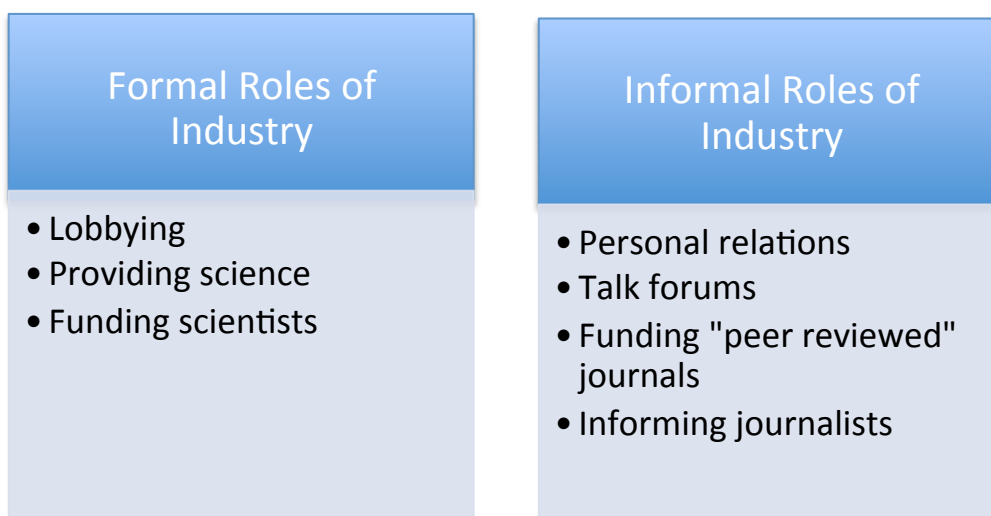 Formal Roles of
Industry
• Lobbying
• Providing science
• Funding scientists
Informal Roles of
Industry
• Personal relations
• Talk forums
• Funding "peer reviewed"
journals
• Informing journalists